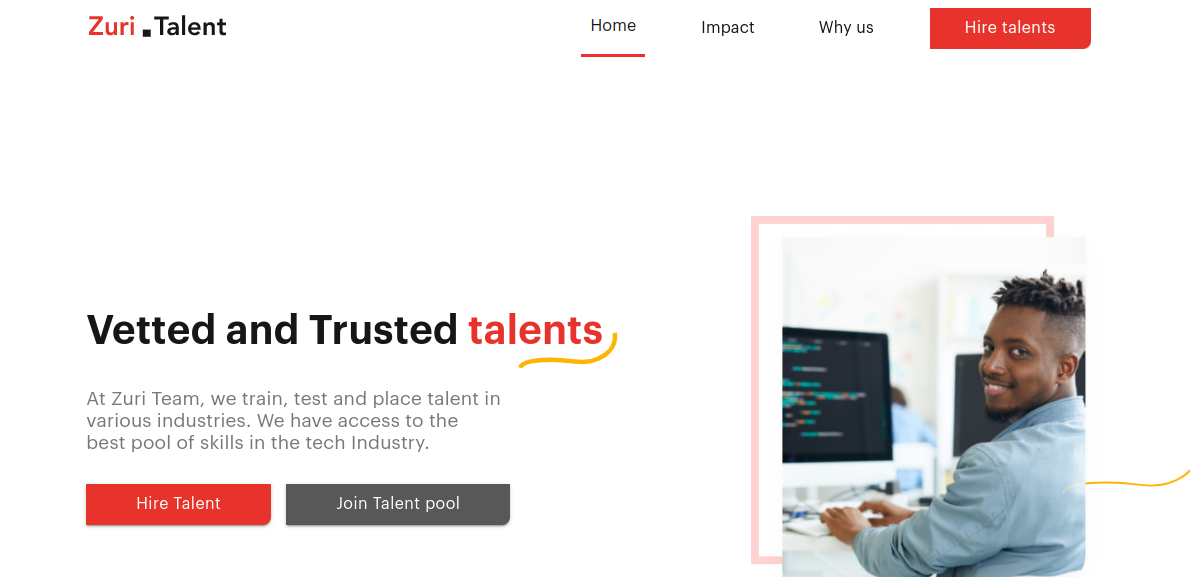 Zuri .Talent
Home
Impact
Why us
Hire talents
Vetted and Trusted talents
At Zuri Team, we train, test and place talent in
various industries. We have access to the
best pool of skills in the tech Industry.
Hire Talent
Join Talent pool